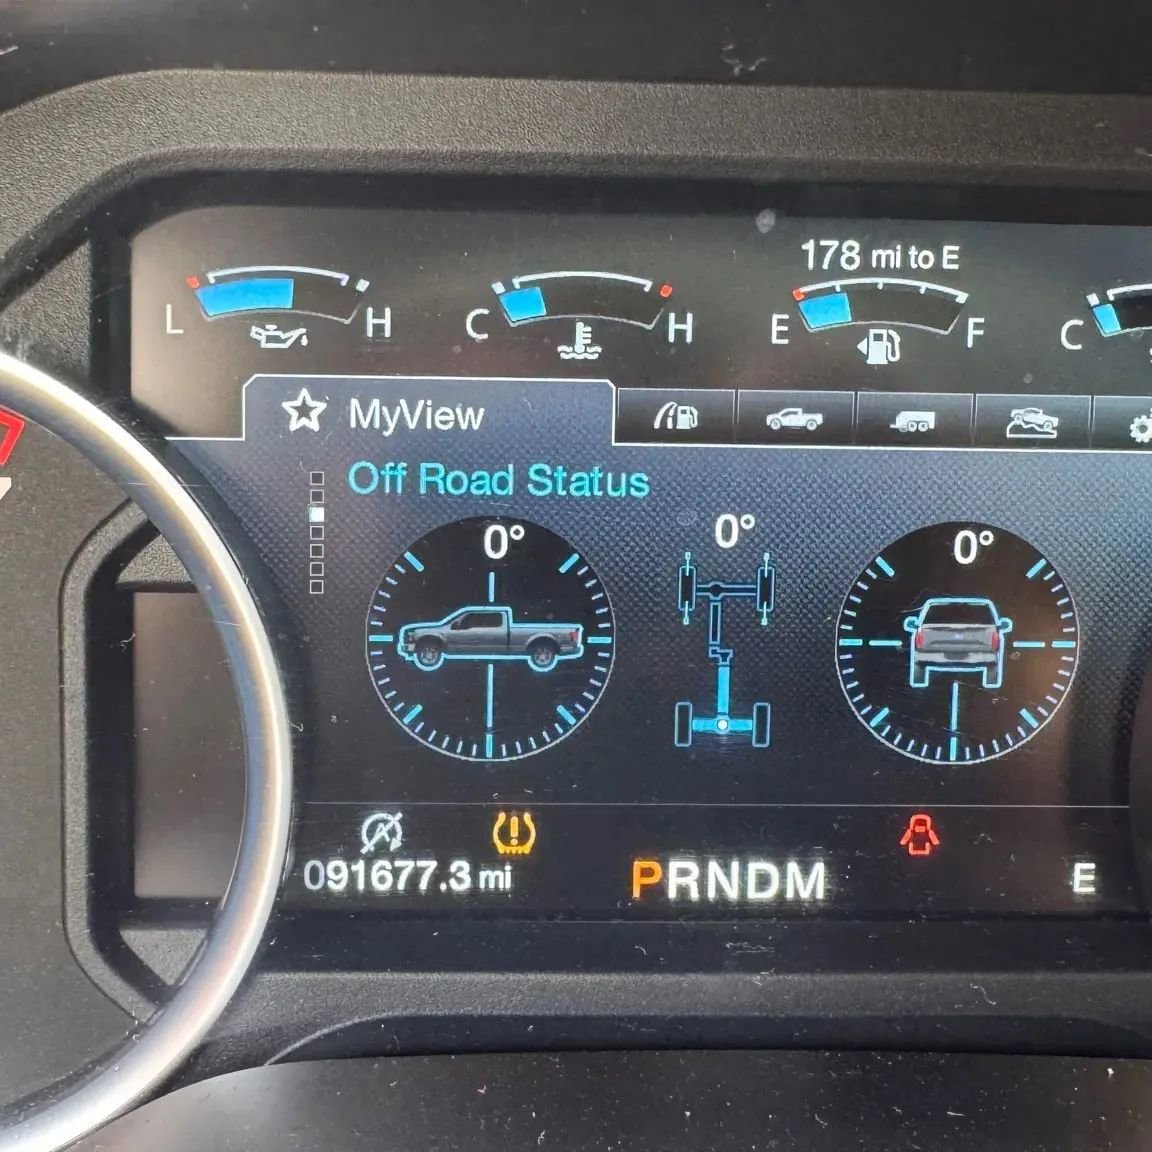 178 mi to E
L H C H E F C
MyView
Off Road Status
0° 0° 0°
091677.3 mi PRNDM E